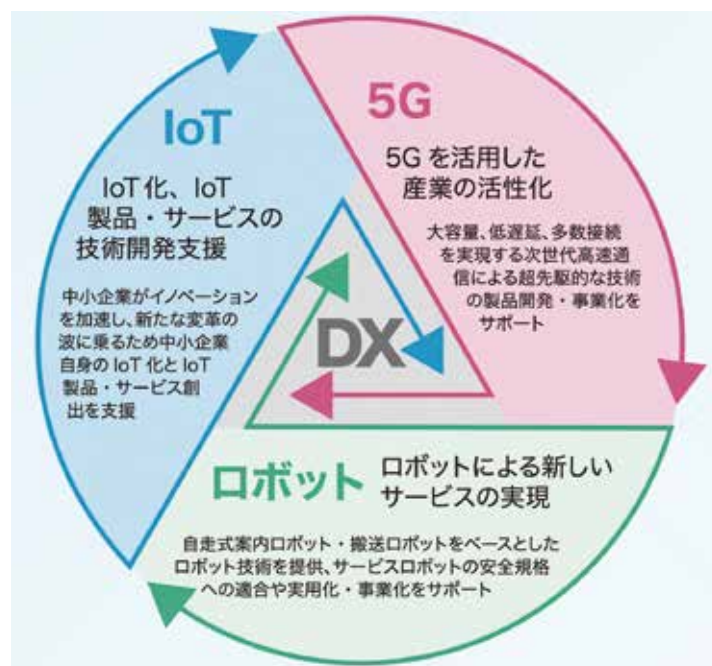 IoT
IoT化、IoT
製品・サービスの
技術開発支援
中小企業がイノベーション
を加速し、新たな変革の
波に乗るため中小企業
自身のIoT化とIoT
製品・サービス創
出を支援
5G
5Gを活用した
産業の活性化
大容量、低遅延、多数接続
を実現する次世代高速通
信による超先駆的な技術
の製品開発・事業化を
サポート
DX
ロボット
ロボットによる新しい
サービスの実現
自走式案内ロボット・搬送ロボットをベースとした
ロボット技術を提供、サービスロボットの安全規格
への適合や実用化・事業化をサポート